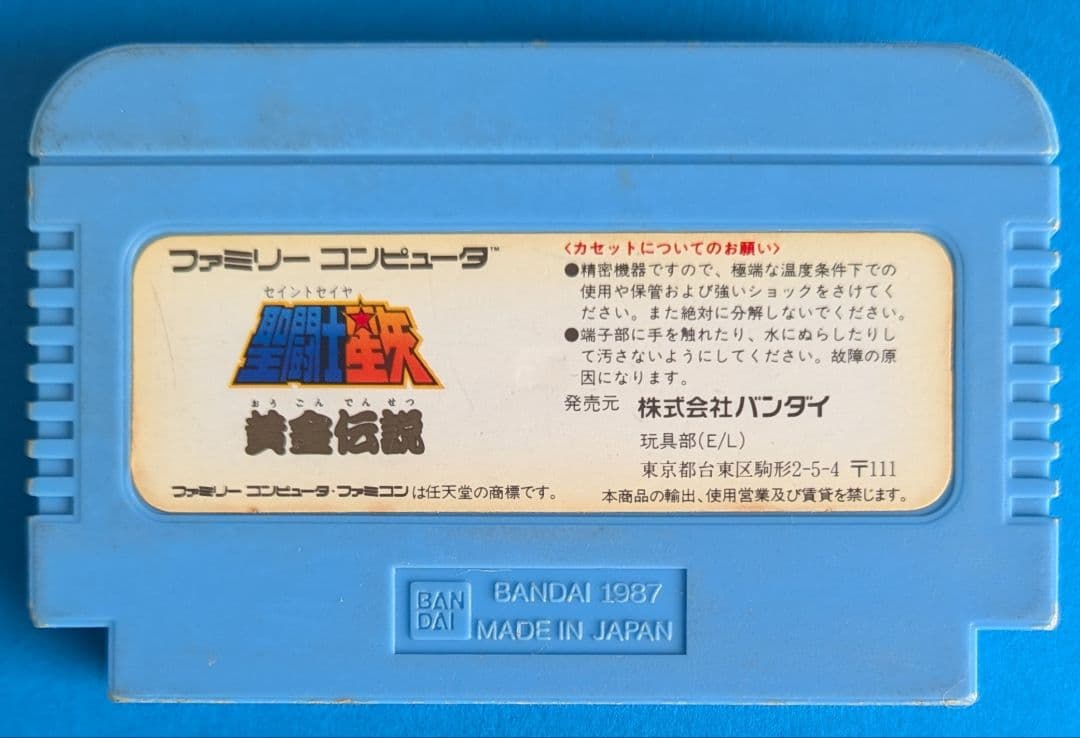 ファミリー コンピュータ™
セイントセイヤ
聖闘士星矢
おうごんでんせつ
黄金伝説
ファミリー コンピュータ・ファミコンは任天堂の商標です。
〈カセットについてのお願い〉
●精密機器ですので、極端な温度条件下での
使用や保管および強いショックをさけてく
ださい。また絶対に分解しないでください。
●端子部に手を触れたり、水にぬらしたりし
て汚さないようにしてください。故障の原
因になります。
発売元 株式会社バンダイ
玩具部(E/L)
東京都台東区駒形2-5-4 〒111
本商品の輸出、使用営業及び賃貸を禁じます。
BAN
DAI
BANDAI 1987
MADE IN JAPAN